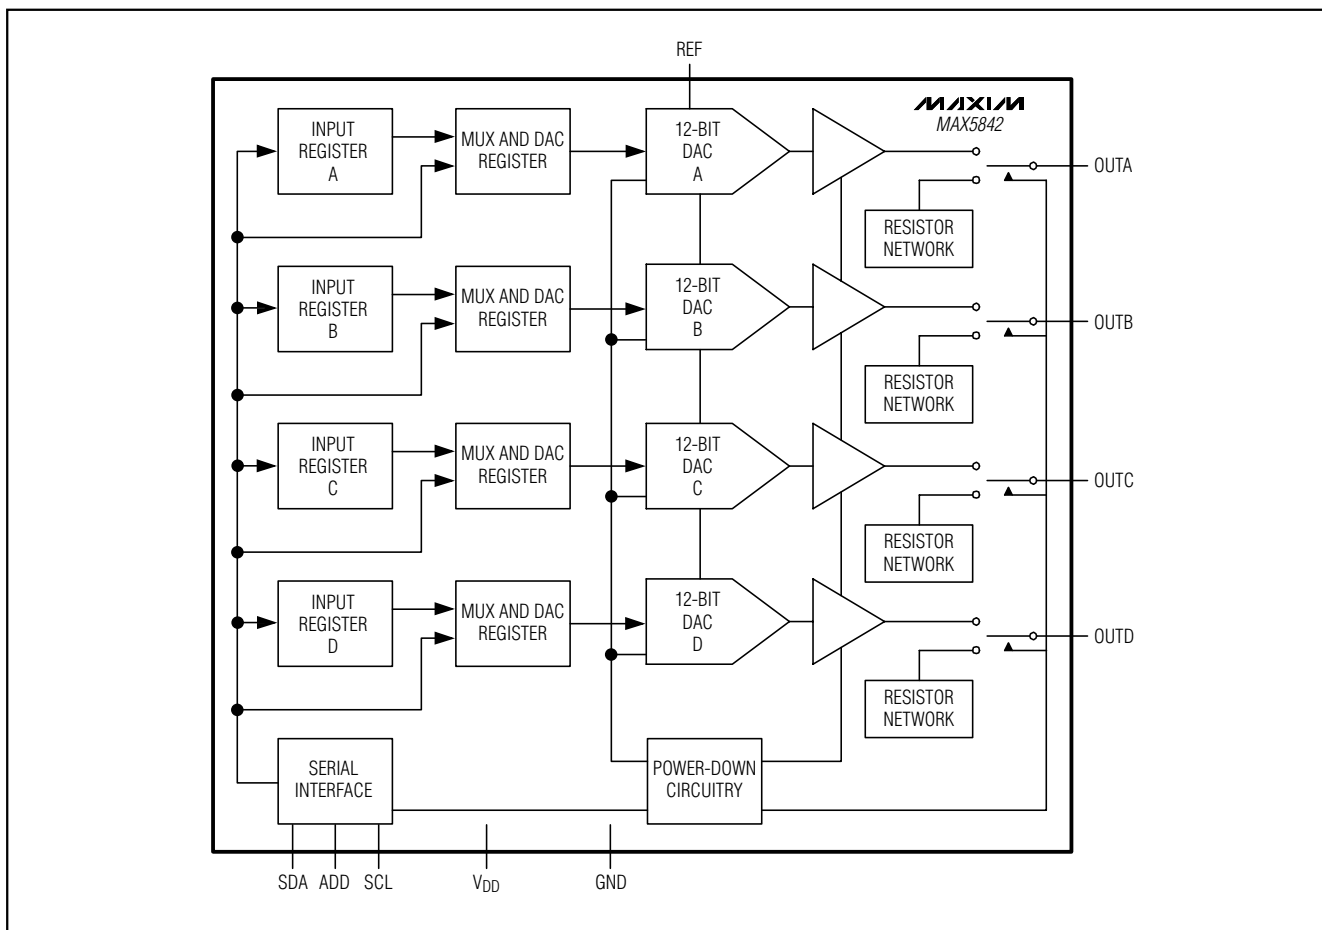 REF
MAXIM
MAX5842
INPUT
REGISTER
A
MUX AND DAC
REGISTER
12-BIT
DAC
A
OUTA
RESISTOR
NETWORK
INPUT
REGISTER
B
MUX AND DAC
REGISTER
12-BIT
DAC
B
OUTB
RESISTOR
NETWORK
INPUT
REGISTER
C
MUX AND DAC
REGISTER
12-BIT
DAC
C
OUTC
RESISTOR
NETWORK
INPUT
REGISTER
D
MUX AND DAC
REGISTER
12-BIT
DAC
D
OUTD
RESISTOR
NETWORK
SERIAL
INTERFACE
POWER-DOWN
CIRCUITRY
SDA ADD SCL VDD GND